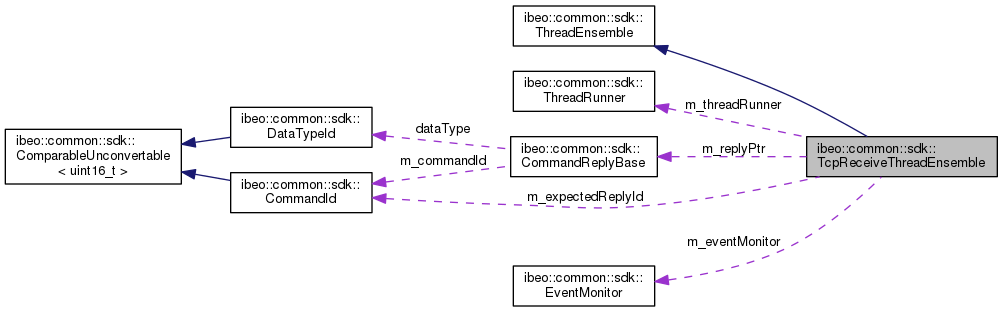 ibeo::common::sdk::
ThreadEnsemble
ibeo::common::sdk::
ThreadRunner
m_threadRunner
ibeo::common::sdk::
DataTypeId
dataType
ibeo::common::sdk::
ComparableUnconvertable
< uint16_t >
ibeo::common::sdk::
CommandReplyBase
m_replyPtr
ibeo::common::sdk::
TcpReceiveThreadEnsemble
m_commandId
ibeo::common::sdk::
CommandId
m_expectedReplyId
m_eventMonitor
ibeo::common::sdk::
EventMonitor